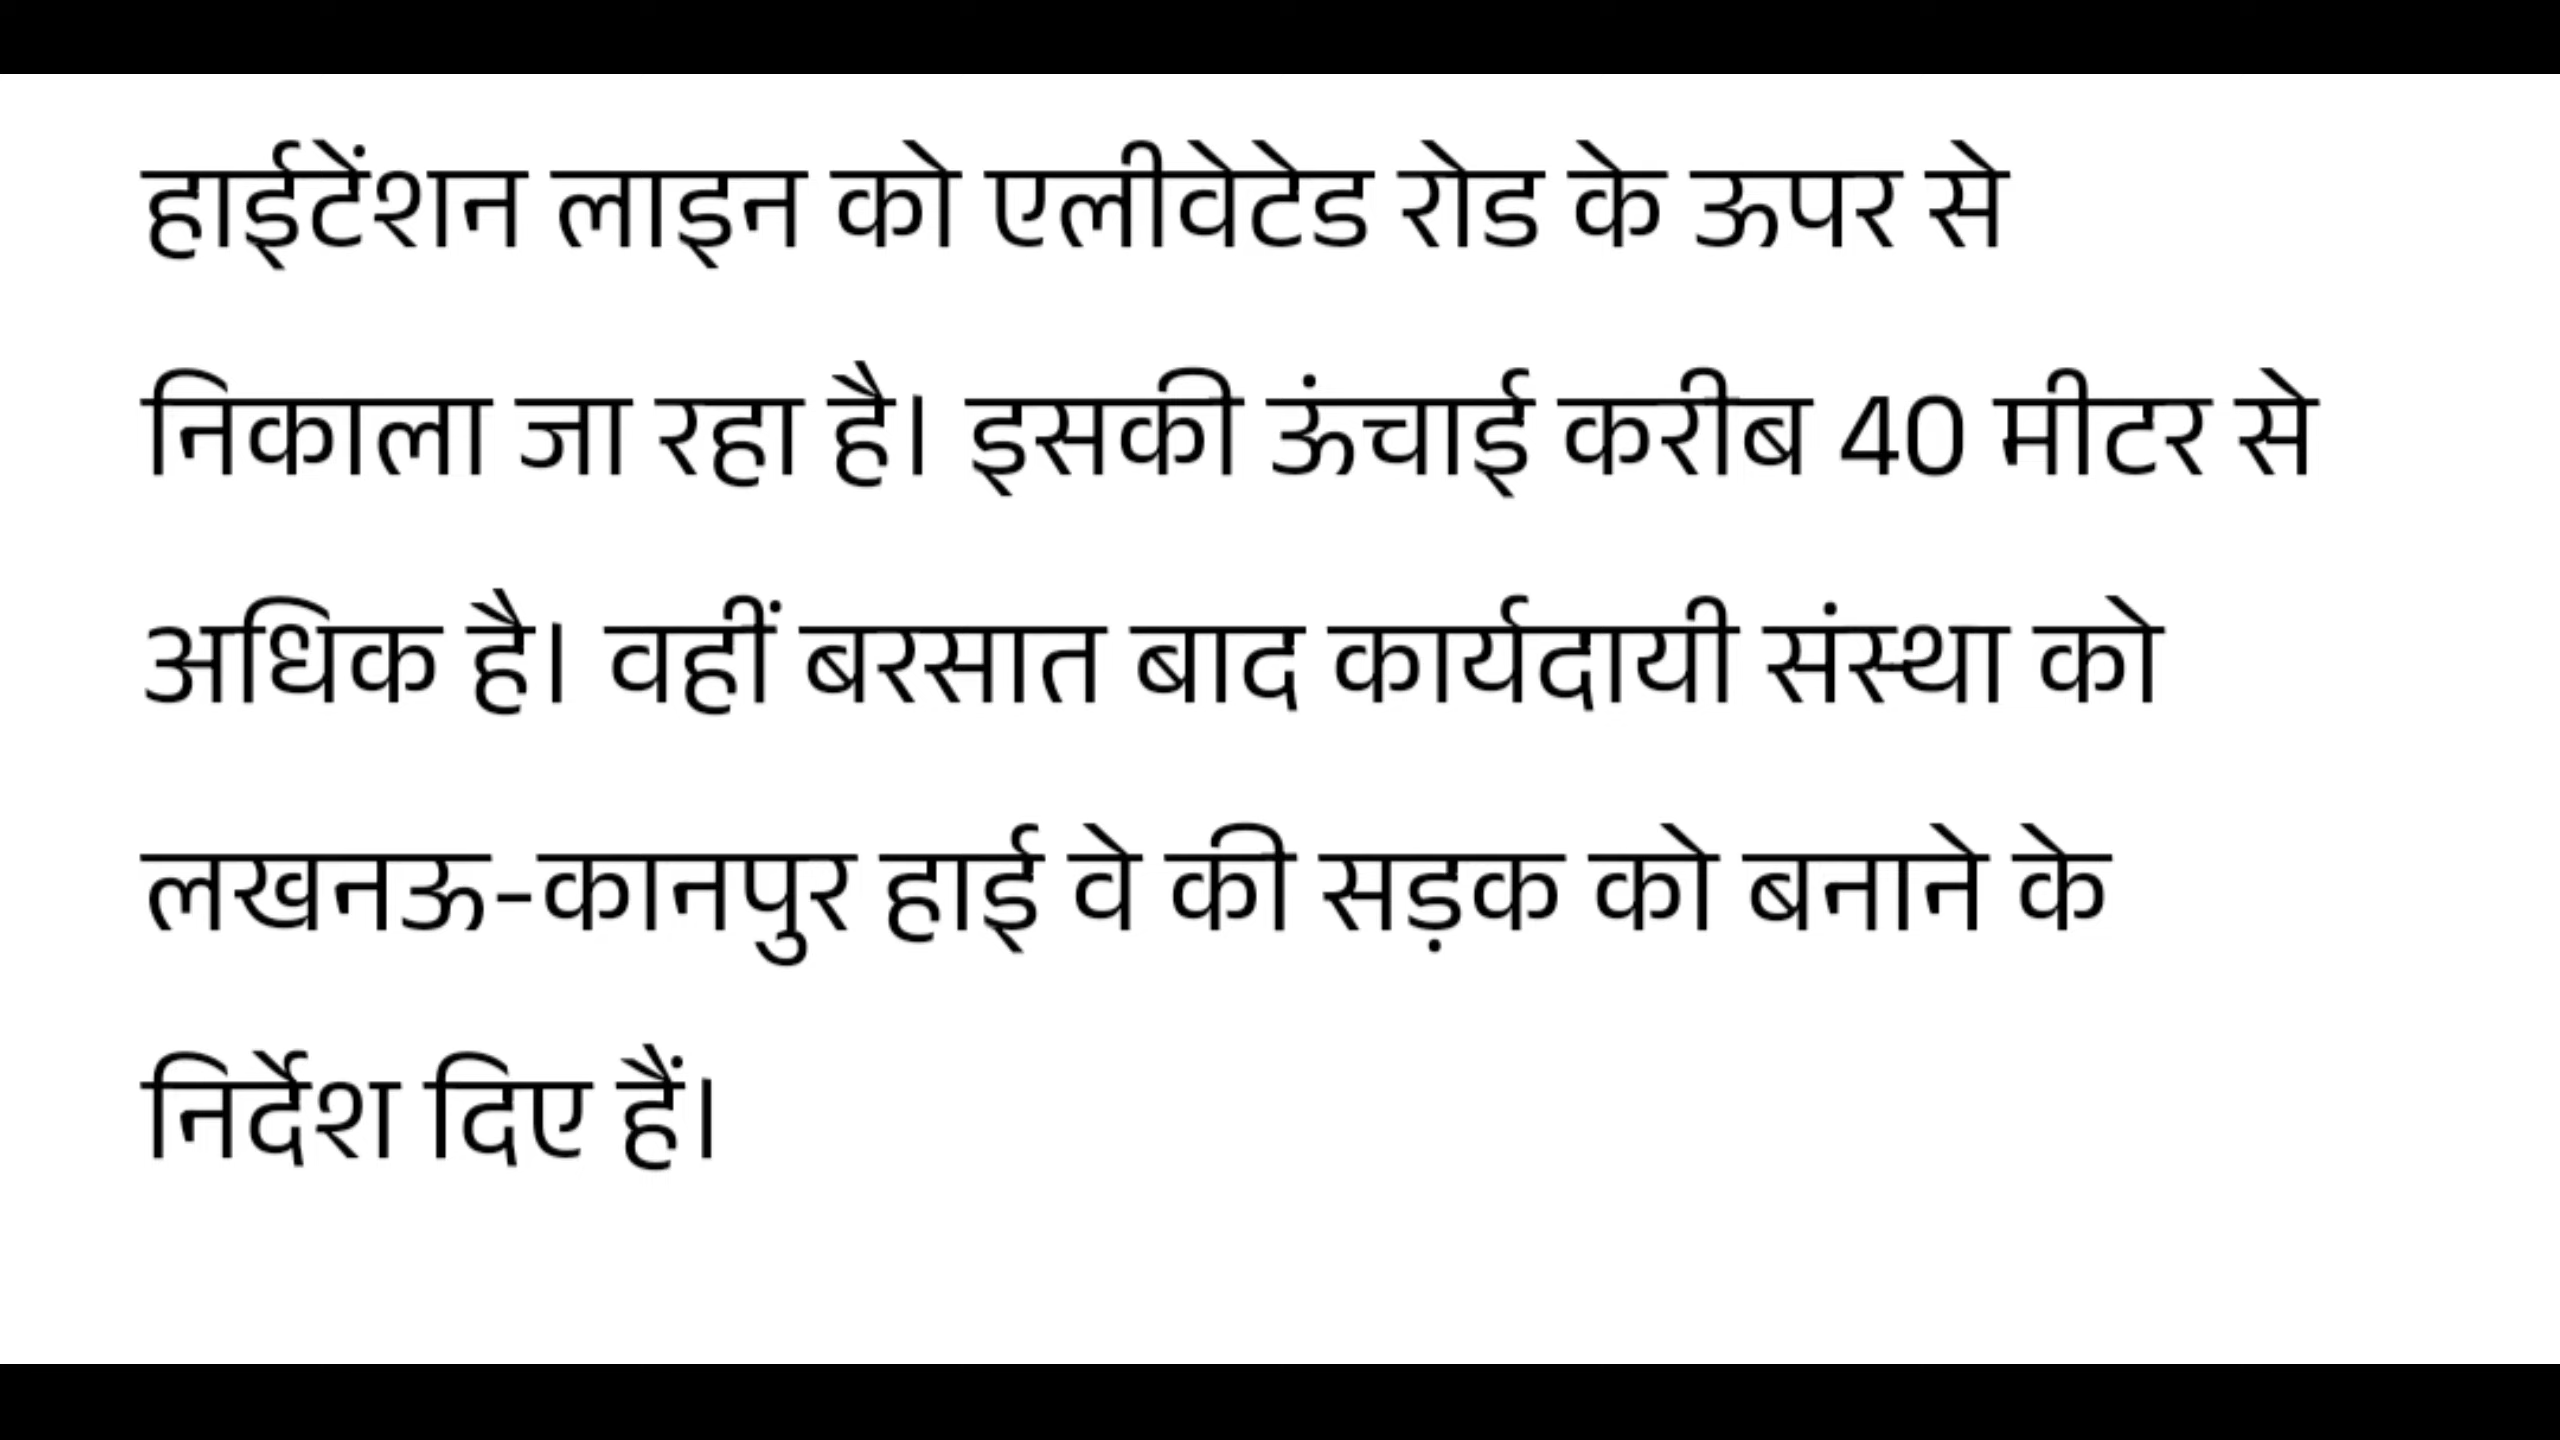 हाईटेंशन लाइन को एलीवेटेड रोड के ऊपर से
निकाला जा रहा है। इसकी ऊंचाई करीब 40 मीटर से
अधिक है। वहीं बरसात बाद कार्यदायी संस्था को
लखनऊ-कानपुर हाई वे की सड़क को बनाने के
निर्देश दिए हैं।